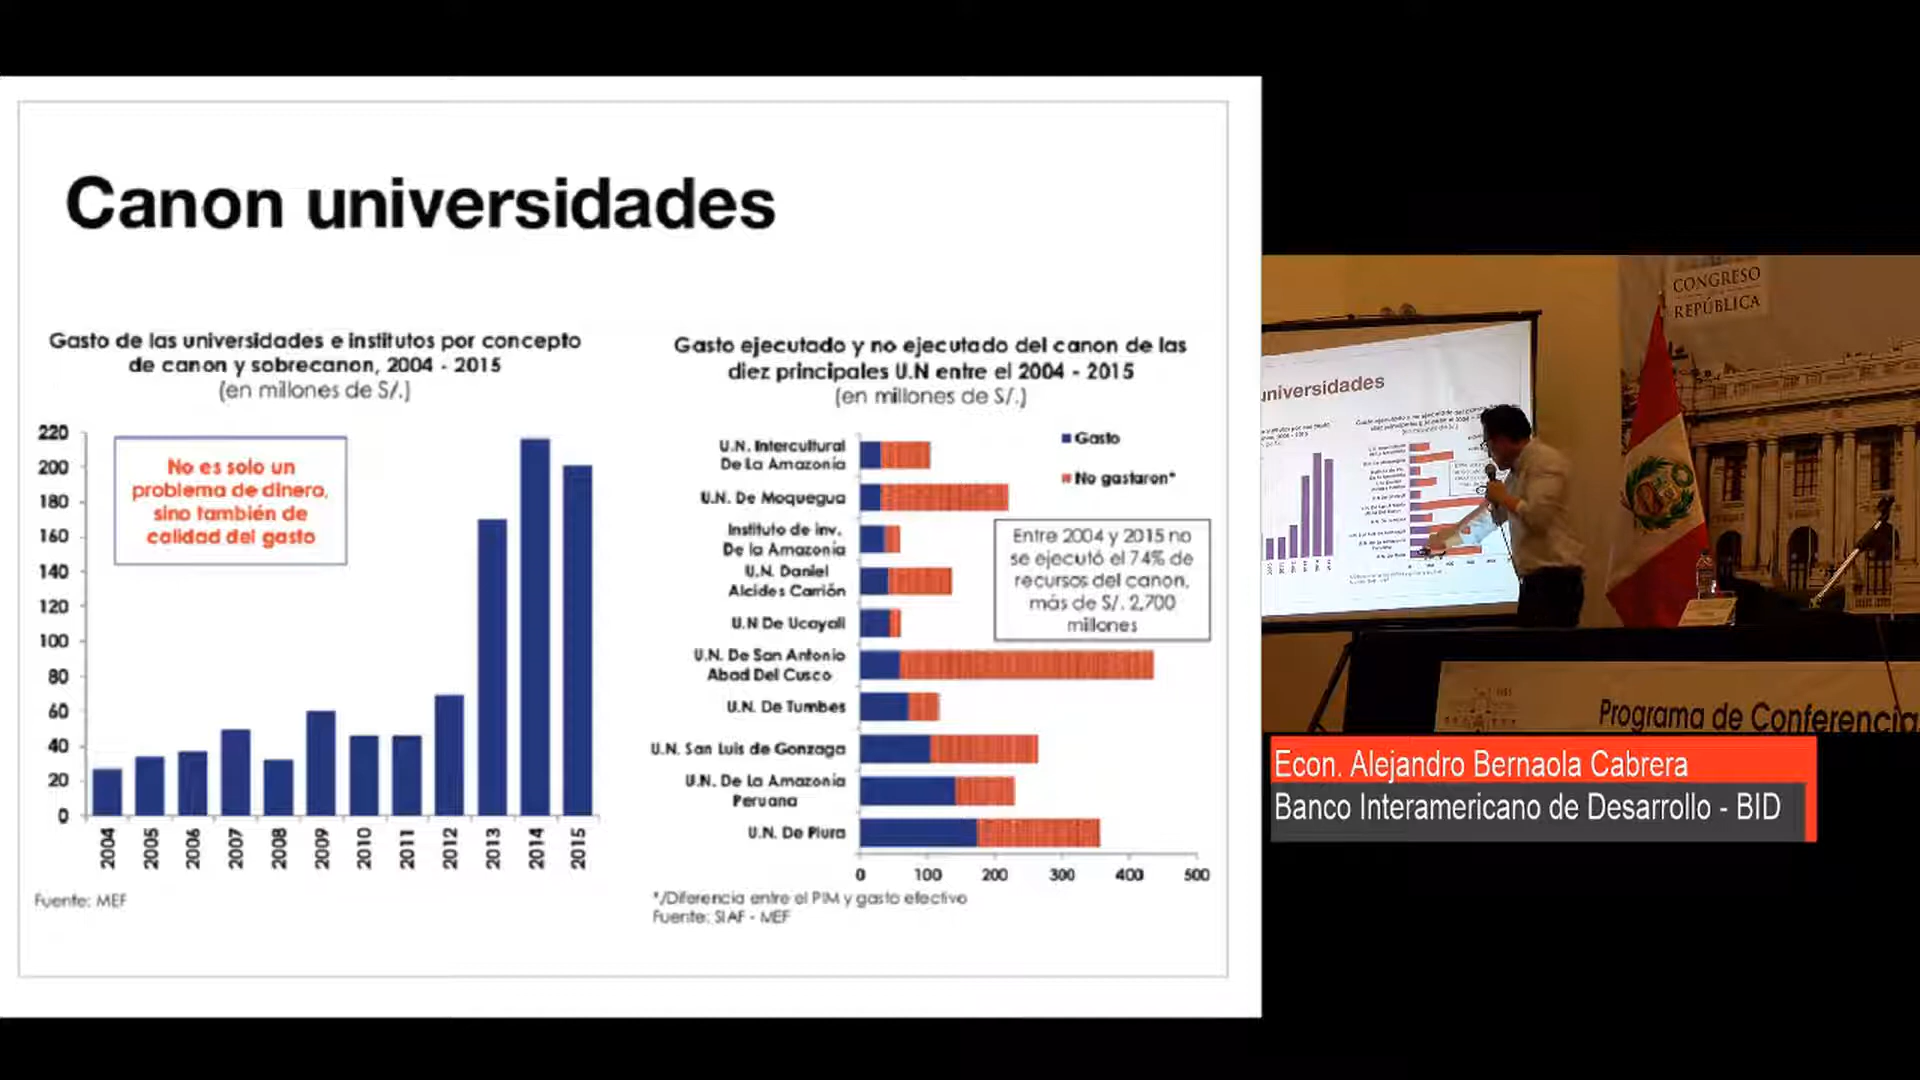 Canon universidades
Gasto de las universidades e institutos por concepto
de canon y sobrecanon, 2004 - 2015
(en millones de S/.)
220
200
180
160
140
120
100
80
60
40
20
0
No es solo un
problema de dinero,
sino también de
calidad del gasto
2004
2005
2006
2007
2008
2009
2010
2011
2012
2013
2014
2015
Fuente: MEF
Gasto ejecutado y no ejecutado del canon de las
diez principales U.N entre el 2004 - 2015
(en millones de S/.)
U.N. Intercultural
De La Amazonía
U.N. De Moquegua
Instituto de inv.
De la Amazonía
U.N. Daniel
Alcides Carrión
U.N De Ucayali
U.N. De San Antonio
Abad Del Cusco
U.N. De Tumbes
U.N. San Luis de Gonzaga
U.N. De La Amazonía
Peruana
U.N. De Piura
Gasto
No gastaron*
Entre 2004 y 2015 no
se ejecutó el 74% de
recursos del canon,
más de S/. 2,700
millones
0
100
200
300
400
500
*/Diferencia entre el PIM y gasto efectivo
Fuente: SIAF - MEF
CONGRESO
REPÚBLICA
universidades
Programa de Conferencia
Econ. Alejandro Bernaola Cabrera
Banco Interamericano de Desarrollo - BID